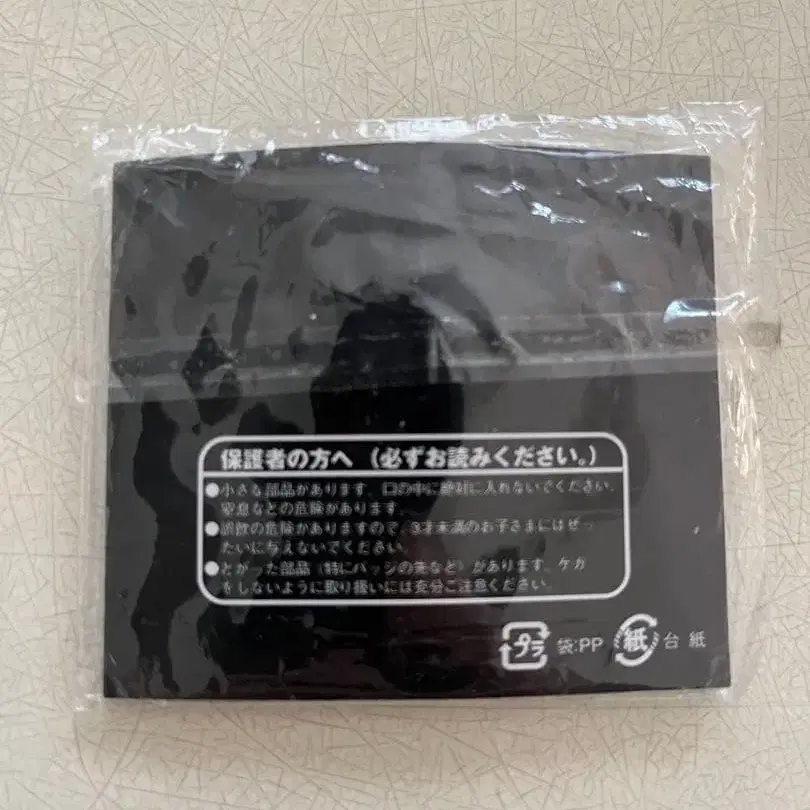 保護者の方へ (必ずお読みください。)
●小さな部品があります。口の中に絶対に入れないでください。
窒息などの危険があります。
●誤飲の危険がありますので、3才未満のお子さまにはぜっ
たいに与えないでください。
●とがった部品(特にバッジの先など)があります。ケガ
をしないように取り扱いには充分ご注意ください。
プラ 袋:PP 紙 台紙